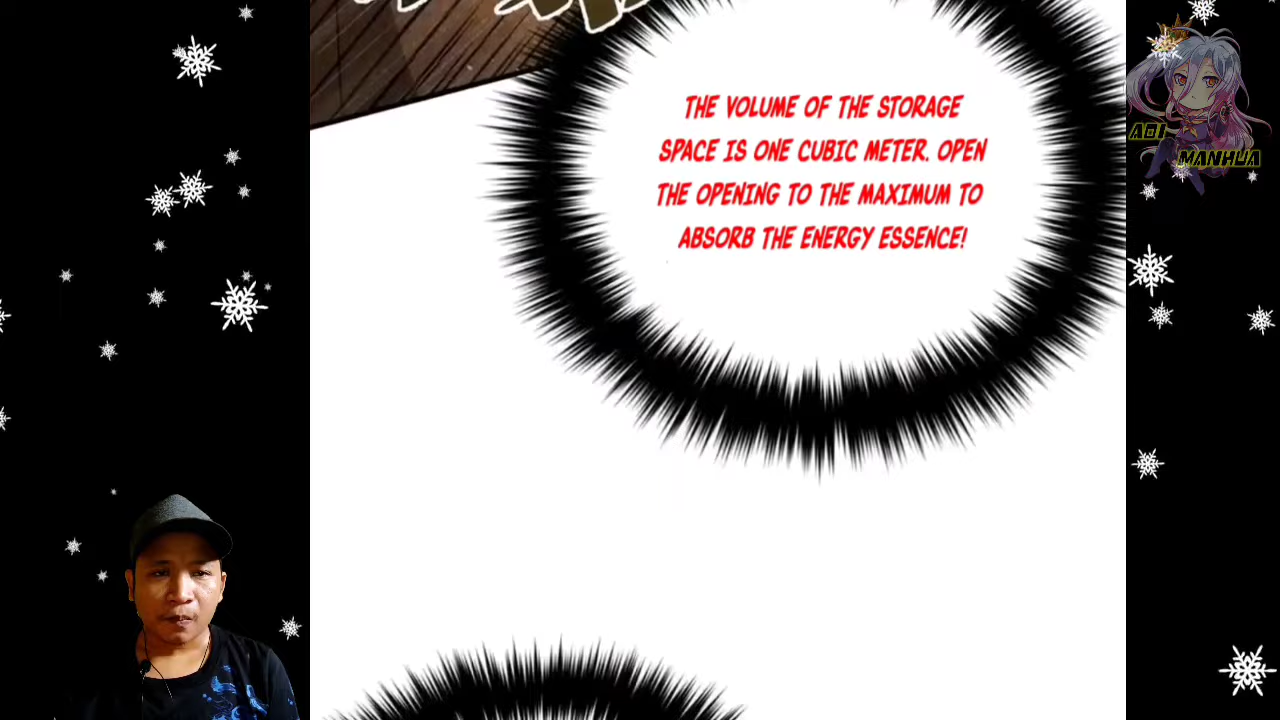 THE VOLUME OF THE STORAGE
SPACE IS ONE CUBIC METER. OPEN
THE OPENING TO THE MAXIMUM TO
ABSORB THE ENERGY ESSENCE!
ADI
MANHUA